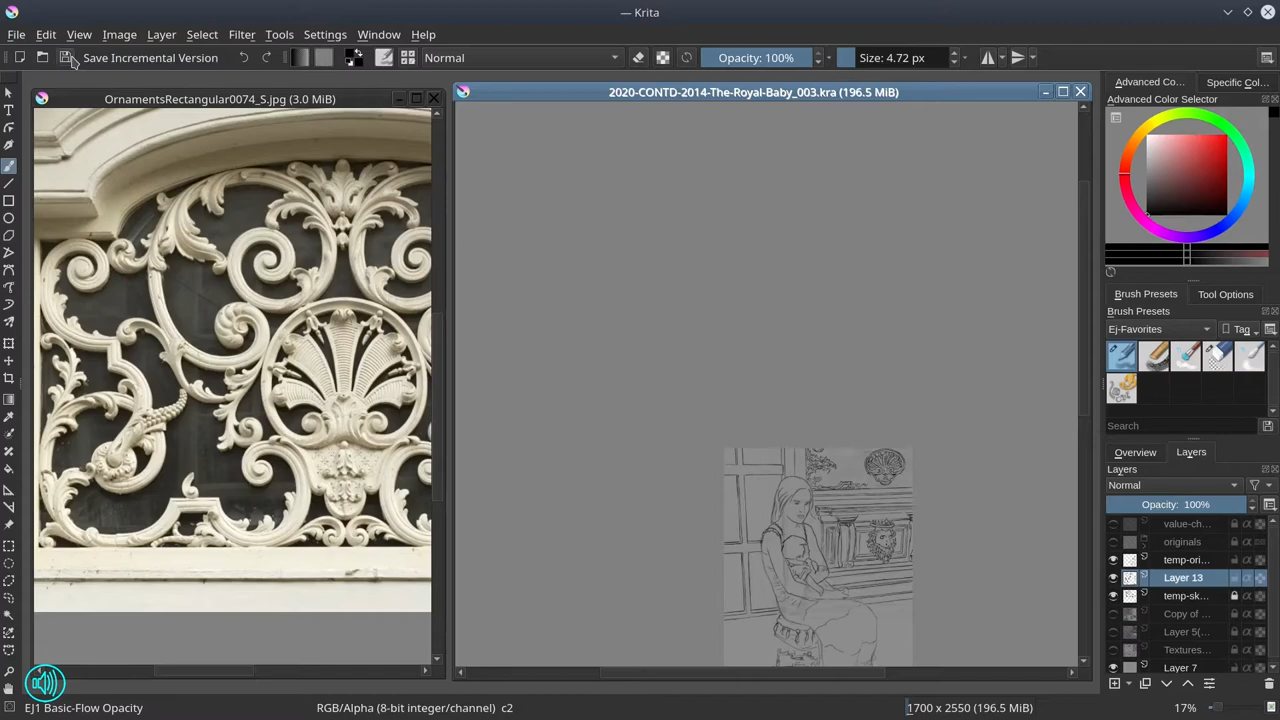 — Krita
File Edit View Image Layer Select Filter Tools Settings Window Help
Save Incremental Version Normal Opacity: 100% Size: 4.72 px
OrnamentsRectangular0074_S.jpg (3.0 MiB)
2020-CONTD-2014-The-Royal-Baby_003.kra (196.5 MiB)
Advanced Co... Specific Col...
Advanced Color Selector
Brush Presets Tool Options
Brush Presets
Ej-Favorites Tag
Search
Overview Layers
Layers
Normal
Opacity: 100%
value-ch...
originals
temp-ori...
Layer 13
temp-sk...
Copy of ...
Layer 5(...
Textures...
Layer 7
EJ1 Basic-Flow Opacity RGB/Alpha (8-bit integer/channel) c2 1700 x 2550 (196.5 MiB) 17%